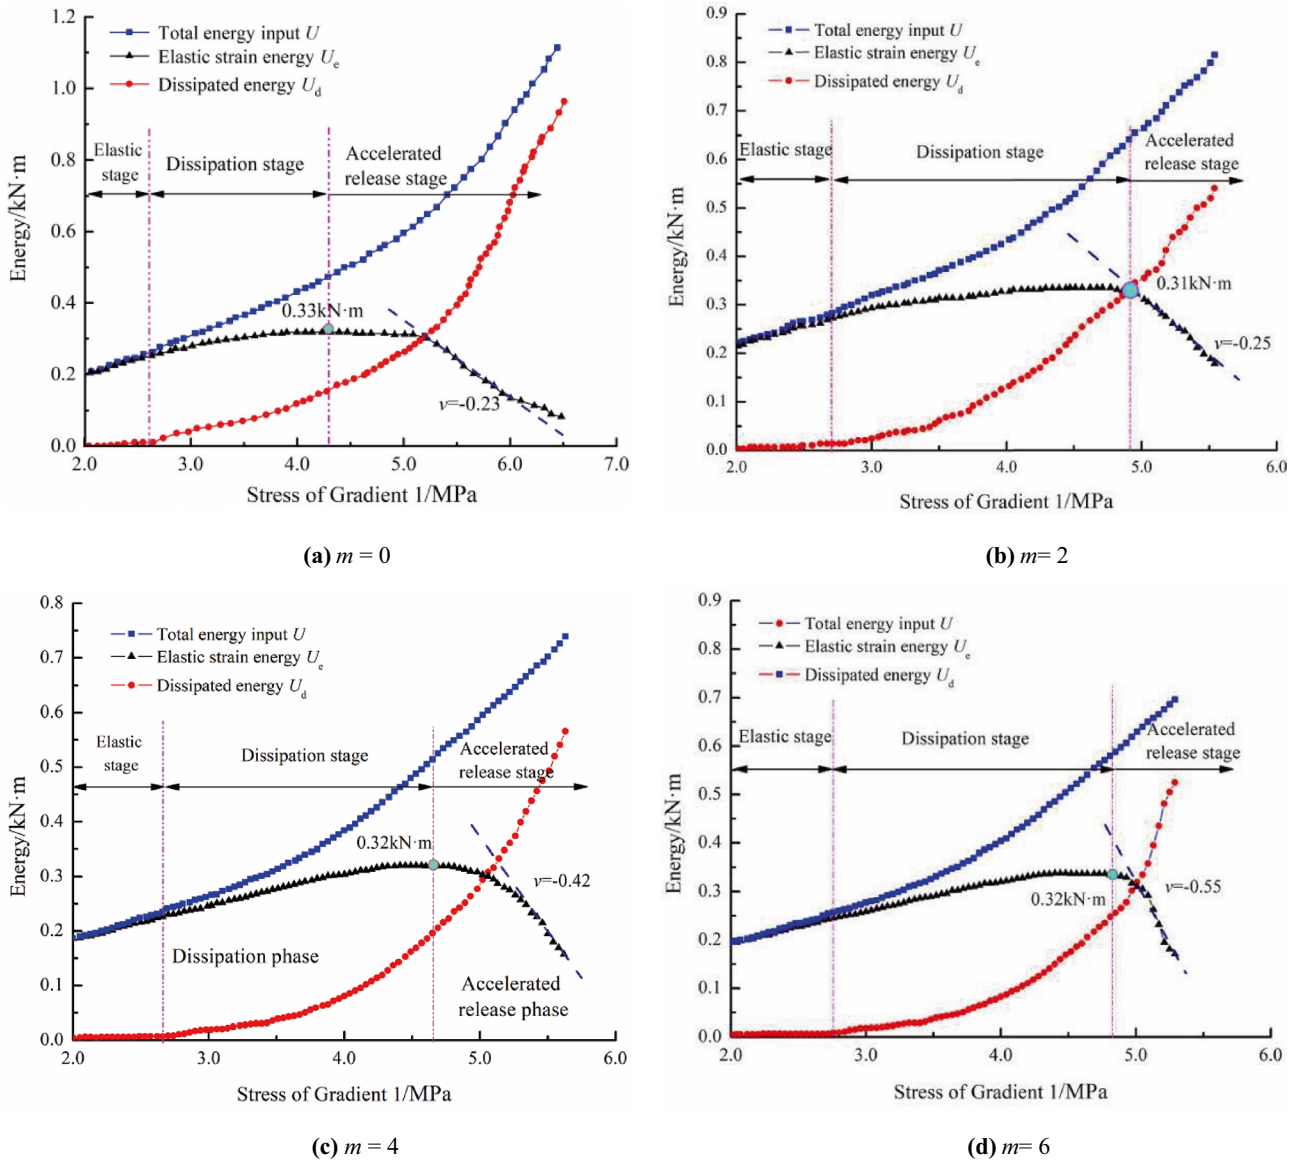 1.2
1.0
0.8
0.6
0.4
0.2
0.0
Energy/kN·m
Total energy input U
Elastic strain energy Ue
Dissipated energy Ud
Elastic
stage
Dissipation stage
Accelerated
release stage
0.33kN·m
v=-0.23
2.0 3.0 4.0 5.0 6.0 7.0
Stress of Gradient 1/MPa
(a) m = 0
0.9
0.8
0.7
0.6
0.5
0.4
0.3
0.2
0.1
0.0
Energy/kN·m
Total energy input U
Elastic strain energy Ue
Dissipated energy Ud
Elastic stage
Dissipation stage
Accelerated
release stage
0.31kN·m
v=-0.25
2.0 3.0 4.0 5.0 6.0
Stress of Gradient 1/MPa
(b) m= 2
0.8
0.7
0.6
0.5
0.4
0.3
0.2
0.1
0.0
Energy/kN·m
Total energy input U
Elastic strain energy Ue
Dissipated energy Ud
Elastic
stage
Dissipation stage
Accelerated
release stage
0.32kN·m
v=-0.42
Dissipation phase
Accelerated
release phase
2.0 3.0 4.0 5.0 6.0
Stress of Gradient 1/MPa
(c) m = 4
0.9
0.8
0.7
0.6
0.5
0.4
0.3
0.2
0.1
0.0
Energy/kN·m
Total energy input U
Elastic strain energy Ue
Dissipated energy Ud
Elastic stage
Dissipation stage
Accelerated
release stage
0.32kN·m
v=-0.55
2.0 3.0 4.0 5.0 6.0
Stress of Gradient 1/MPa
(d) m= 6